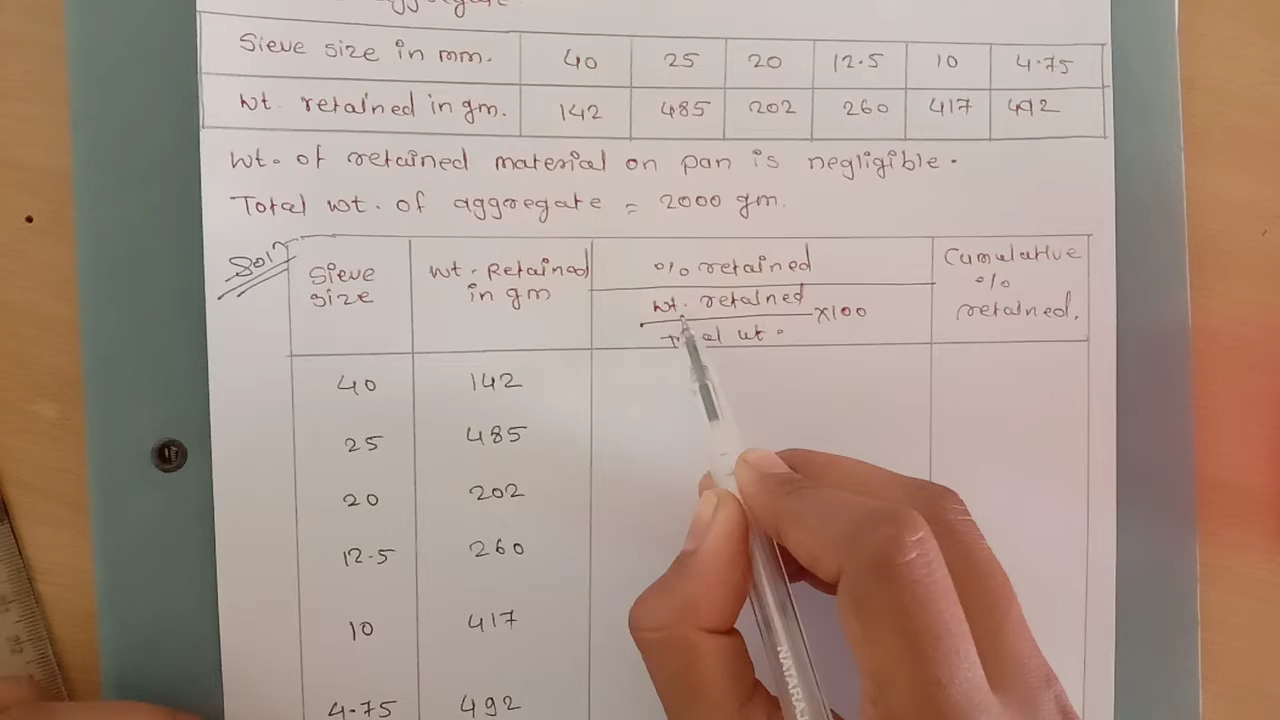 Sieve size in mm. 40 25 20 12.5 10 4.75
Wt. retained in gm. 142 485 202 260 417 492
Wt. of retained material on pan is negligible.
Total wt. of aggregate = 2000 gm.
Soln
Sieve size
Wt. Retained in gm
% retained
Wt. retained
x100
wt.
Cumulative % retained.
40 142
25 485
20 202
12.5 260
10 417
4.75 492
NATARAJ